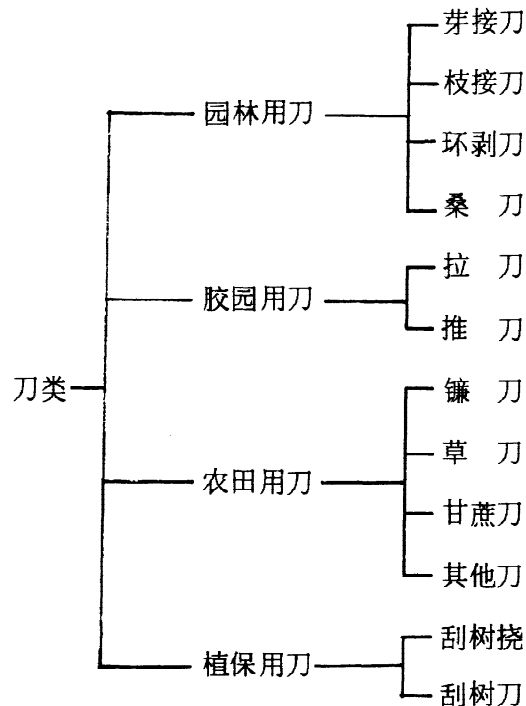 芽接刀
枝接刀
园林用刀
环剥刀
桑 刀
拉 刀
胶园用刀
推 刀
刀类
镰 刀
草 刀
农田用刀
甘蔗刀
其他刀
刮树挠
植保用刀
刮树刀